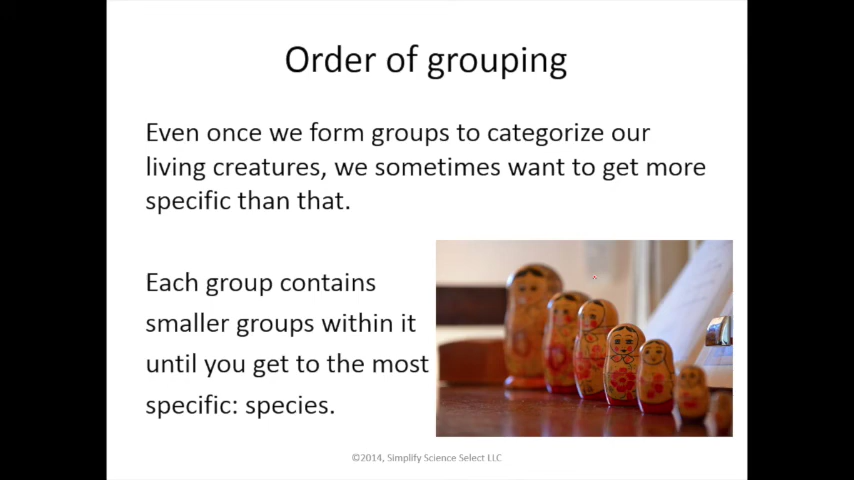 Order of grouping
Even once we form groups to categorize our
living creatures, we sometimes want to get more
specific than that.
Each group contains
smaller groups within it
until you get to the most
specific: species.
©2014, Simplify Science Select LLC